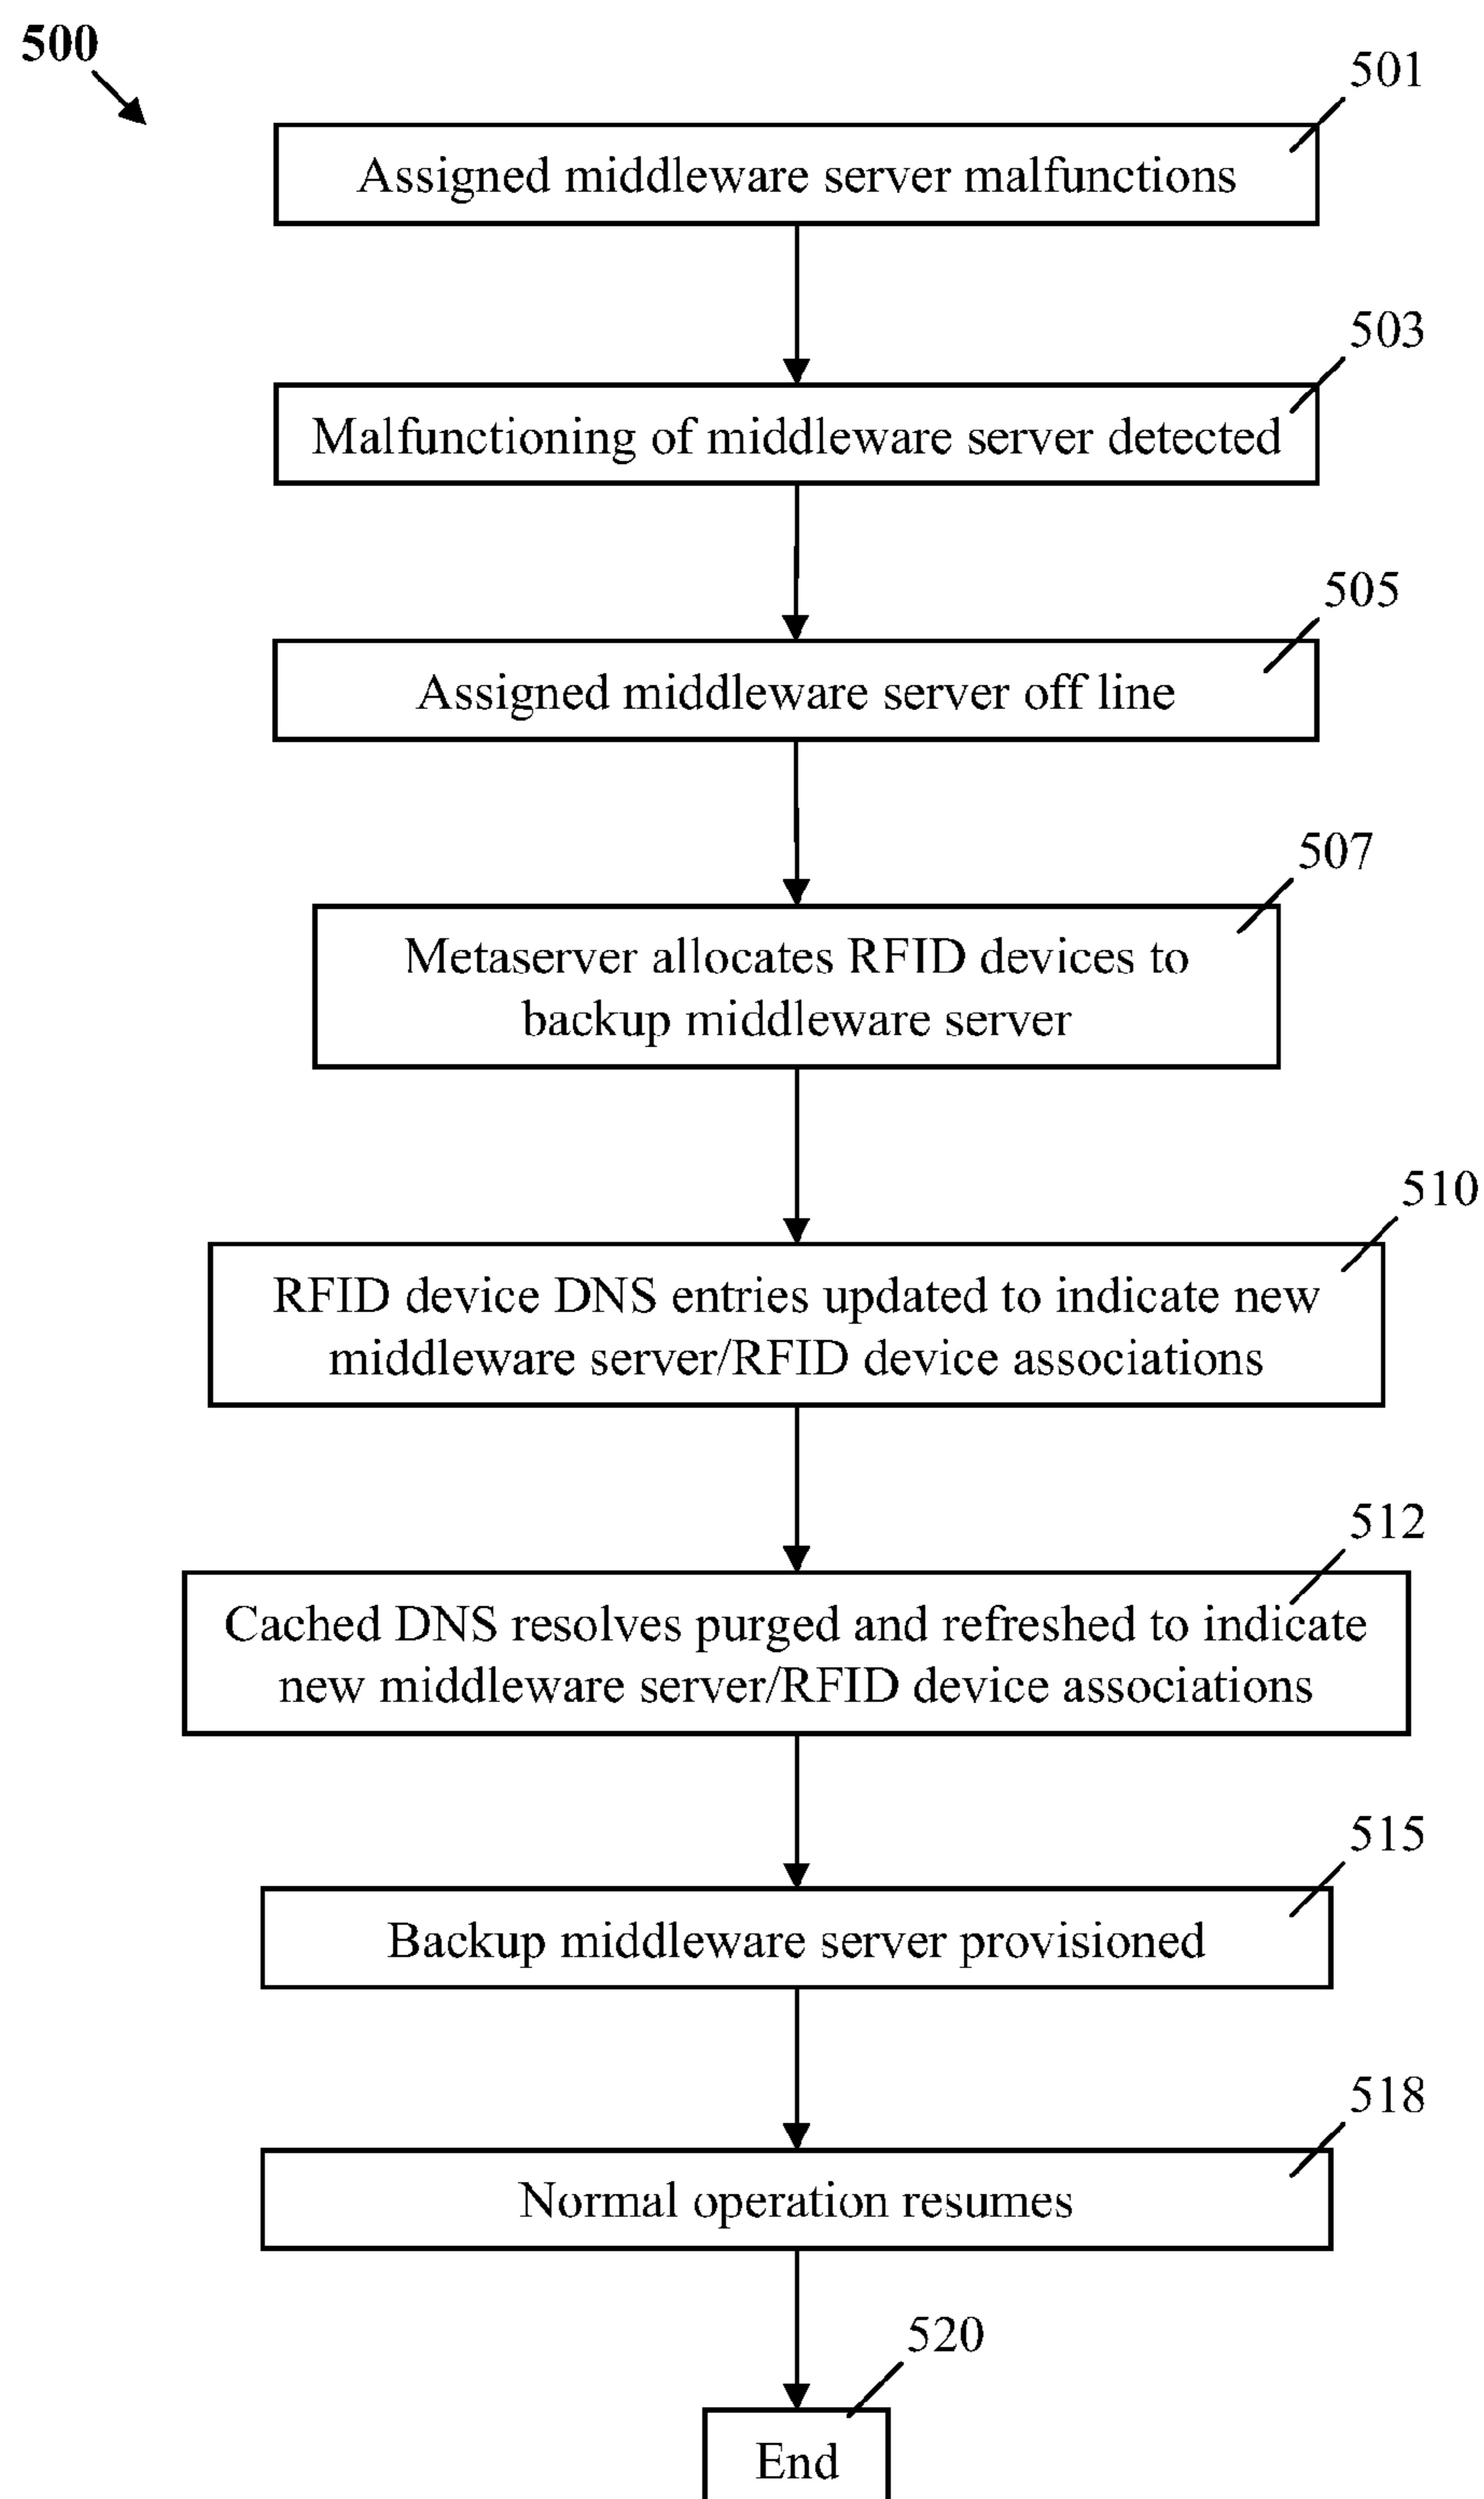 500
501
Assigned middleware server malfunctions
503
Malfunctioning of middleware server detected
505
Assigned middleware server off line
507
Metaserver allocates RFID devices to
backup middleware server
510
RFID device DNS entries updated to indicate new
middleware server/RFID device associations
512
Cached DNS resolves purged and refreshed to indicate
new middleware server/RFID device associations
515
Backup middleware server provisioned
518
Normal operation resumes
520
End